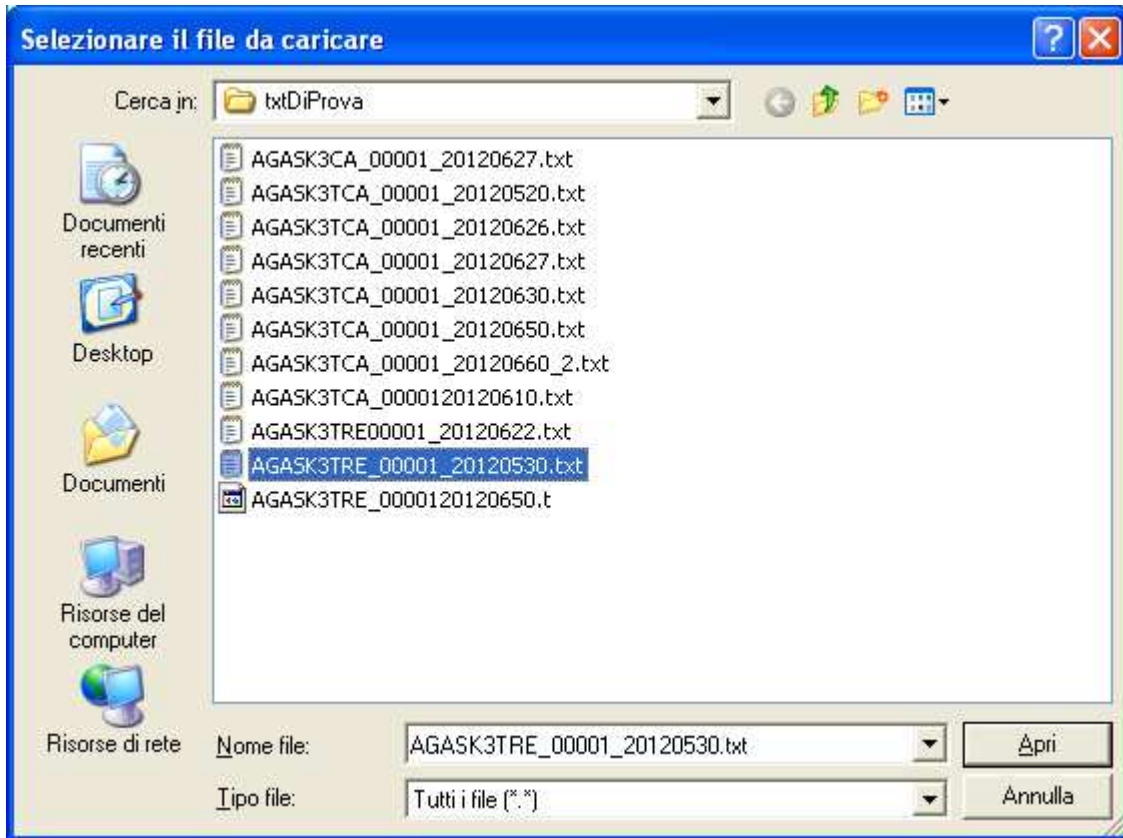 Selezionare il file da caricare
Cerca in:
txtDiProva
Documenti
recenti
Desktop
Documenti
Risorse del
computer
Risorse di rete
AGASK3CA_00001_20120627.txt
AGASK3TCA_00001_20120520.txt
AGASK3TCA_00001_20120626.txt
AGASK3TCA_00001_20120627.txt
AGASK3TCA_00001_20120630.txt
AGASK3TCA_00001_20120650.txt
AGASK3TCA_00001_20120660_2.txt
AGASK3TCA_0000120120610.txt
AGASK3TRE00001_20120622.txt
AGASK3TRE_00001_20120530.txt
AGASK3TRE_0000120120650.t
Nome file:
AGASK3TRE_00001_20120530.txt
Apri
Tipo file:
Tutti i file (*.*)
Annulla